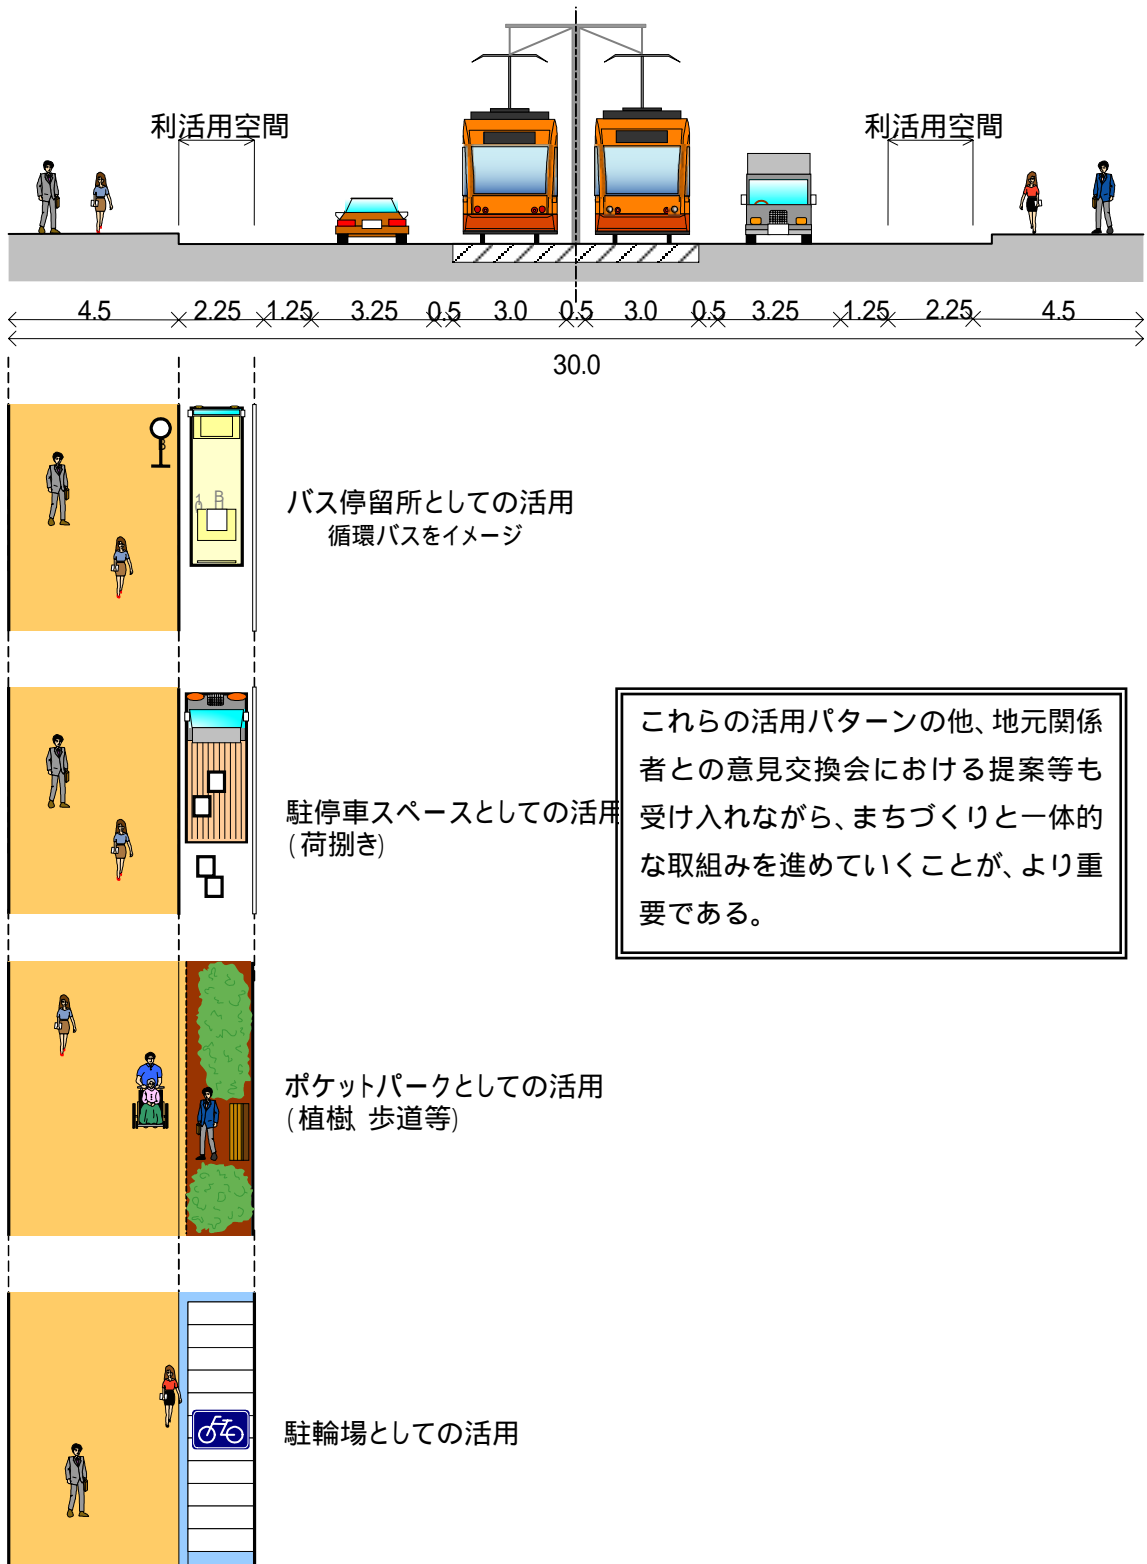 利活用空間 利活用空間
4.5 2.25 1.25 3.25 0.5 3.0 0.5 3.0 0.5 3.25 1.25 2.25 4.5
30.0
バス停留所としての活用
循環バスをイメージ
駐停車スペースとしての活用
(荷捌き)
これらの活用パターンの他、地元関係
者との意見交換会における提案等も
受け入れながら、まちづくりと一体的
な取組みを進めていくことが、より重
要である。
ポケットパークとしての活用
(植樹、歩道等)
駐輪場としての活用